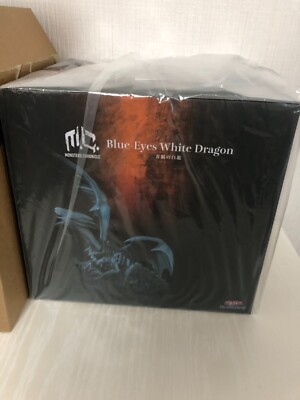 Blue-Eyes White Dragon
MONSTERS CHRONICLE
青眼の白龍